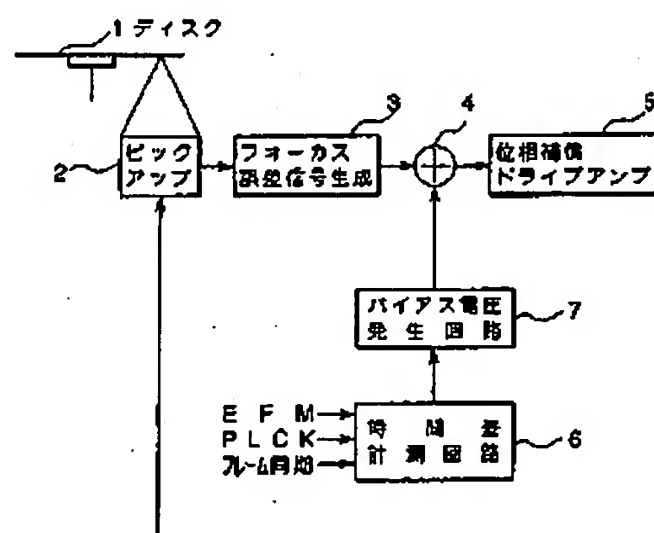 1 ディスク
3
4
5
2
ピック
アップ
フォーカス
誤差信号生成
位相補償
ドライブアンプ
バイアス電圧
発生回路
7
EFM
PLCK
フレーム同期
時間差
計測回路
6